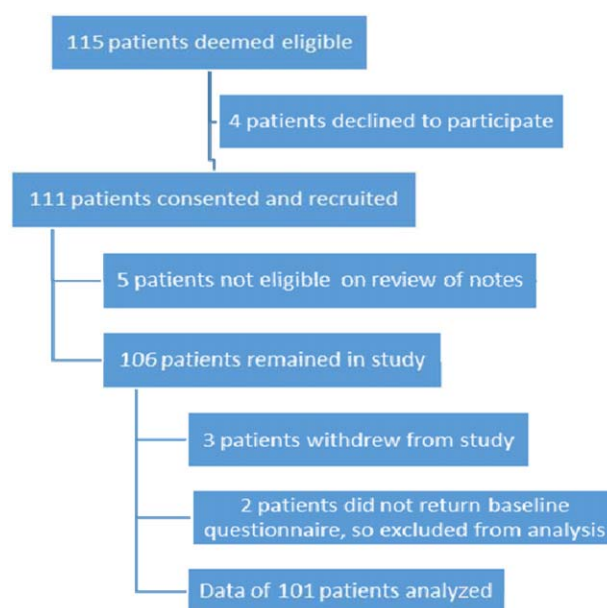 115 patients deemed eligible
4 patients declined to participate
111 patients consented and recruited
5 patients not eligible on review of notes
106 patients remained in study
3 patients withdrew from study
2 patients did not return baseline
questionnaire, so excluded from analysis
Data of 101 patients analyzed